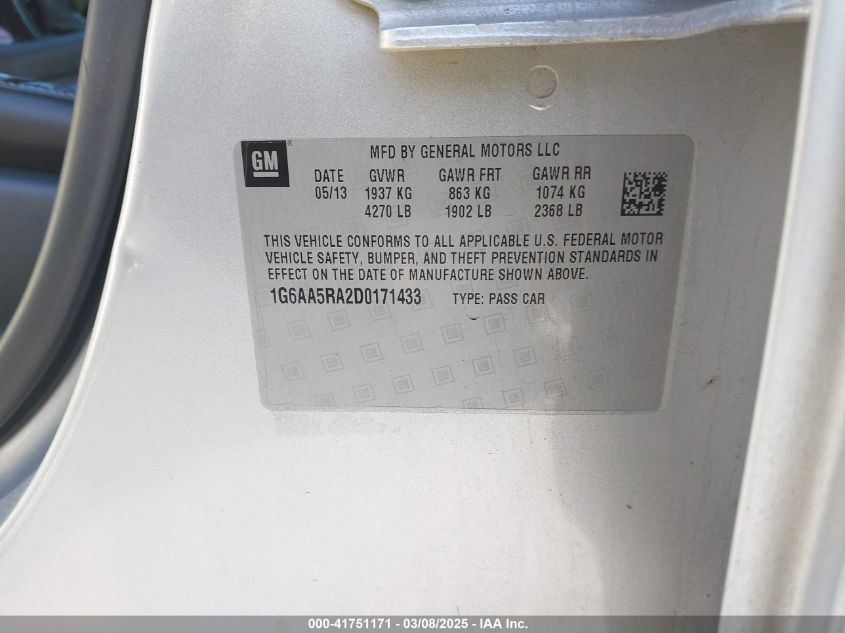 GM ® MFD BY GENERAL MOTORS LLC
DATE GVWR GAWR FRT GAWR RR
05/13 1937 KG 863 KG 1074 KG
4270 LB 1902 LB 2368 LB
THIS VEHICLE CONFORMS TO ALL APPLICABLE U.S. FEDERAL MOTOR
VEHICLE SAFETY, BUMPER, AND THEFT PREVENTION STANDARDS IN
EFFECT ON THE DATE OF MANUFACTURE SHOWN ABOVE.
1G6AA5RA2D0171433 TYPE: PASS CAR
000-41751171 - 03/08/2025 - IAA Inc.